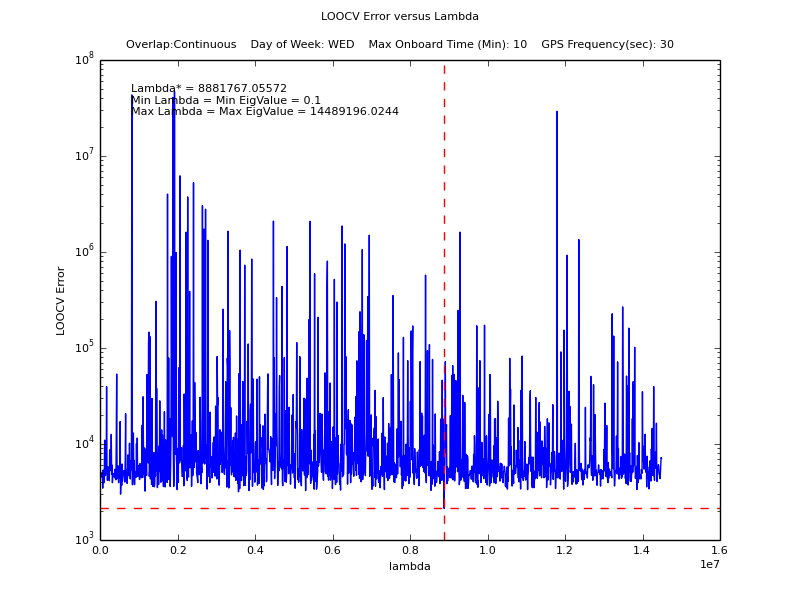 LOOCV Error versus Lambda
Overlap:Continuous Day of Week: WED Max Onboard Time (Min): 10 GPS Frequency(sec): 30
Lambda* = 8881767.05572
Min Lambda = Min EigValue = 0.1
Max Lambda = Max EigValue = 14489196.0244
LOOCV Error
10^8
10^7
10^6
10^5
10^4
10^3
0.0 0.2 0.4 0.6 0.8 1.0 1.2 1.4 1.6
1e7
lambda